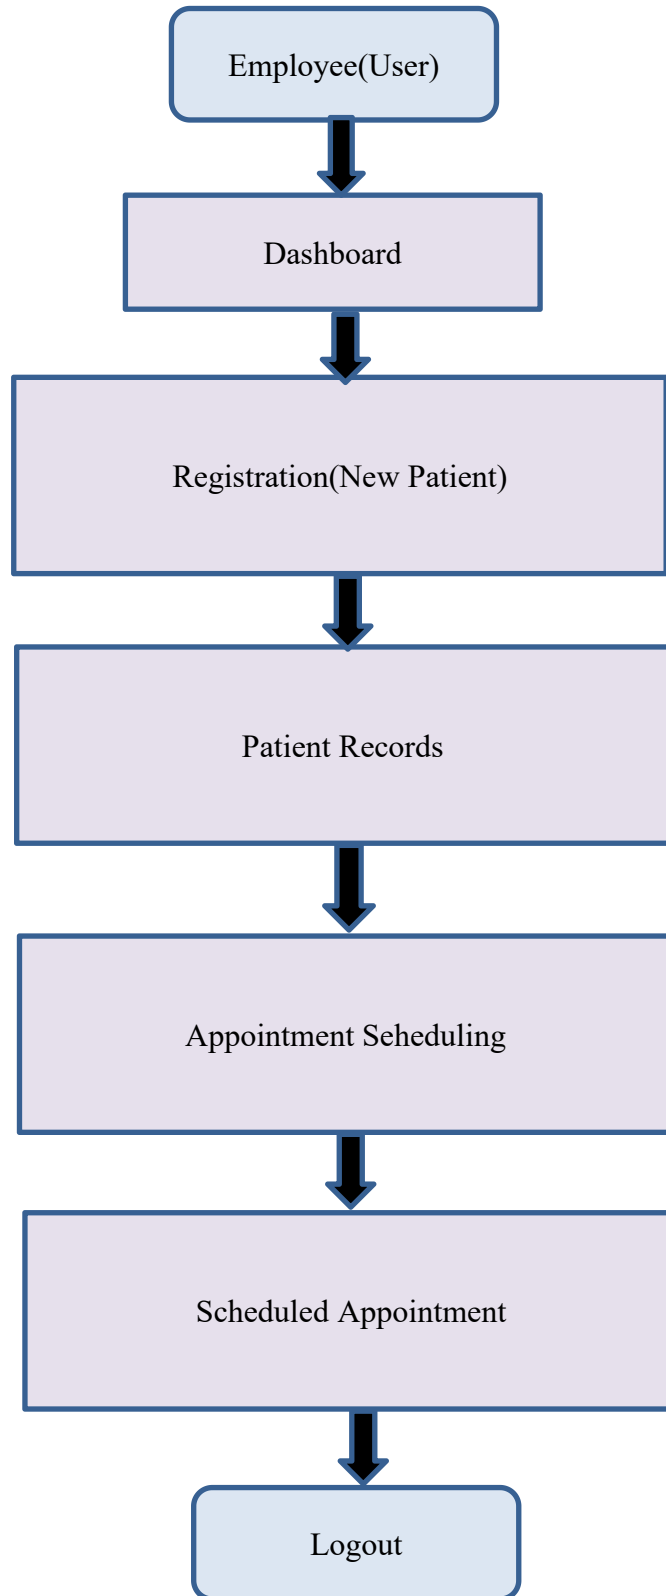 Employee(User)
Dashboard
Registration(New Patient)
Patient Records
Appointment Seheduling
Scheduled Appointment
Logout